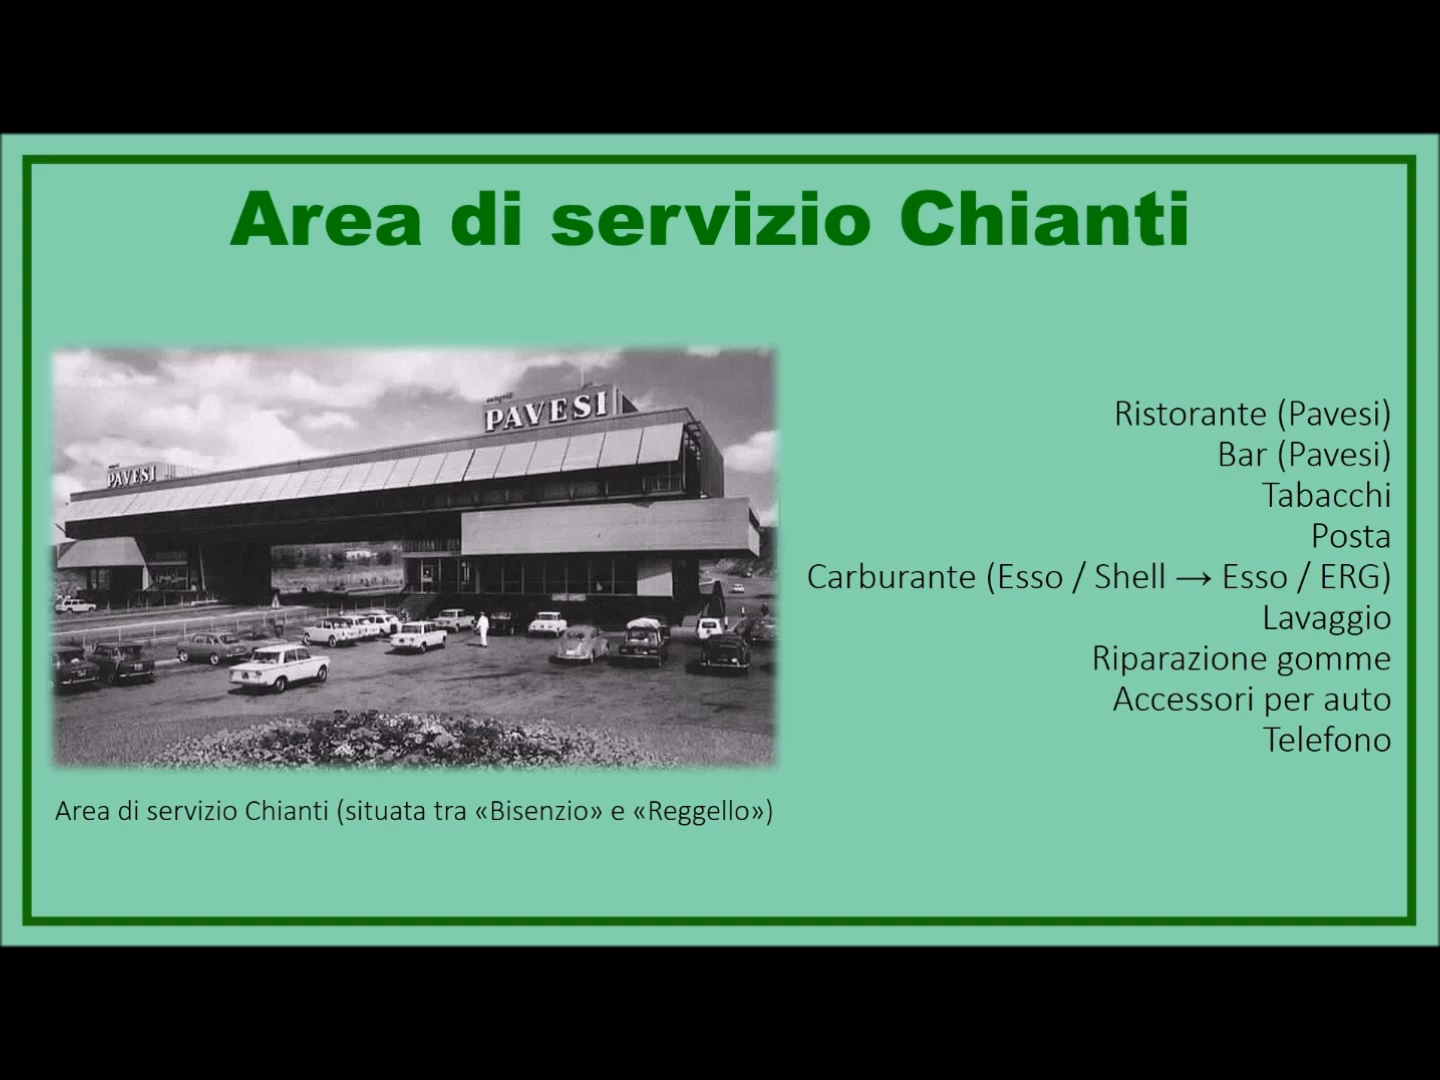 Area di servizio Chianti
PAVESI
PAVESI
Ristorante (Pavesi)
Bar (Pavesi)
Tabacchi
Posta
Carburante (Esso / Shell → Esso / ERG)
Lavaggio
Riparazione gomme
Accessori per auto
Telefono
Area di servizio Chianti (situata tra «Bisenzio» e «Reggello»)